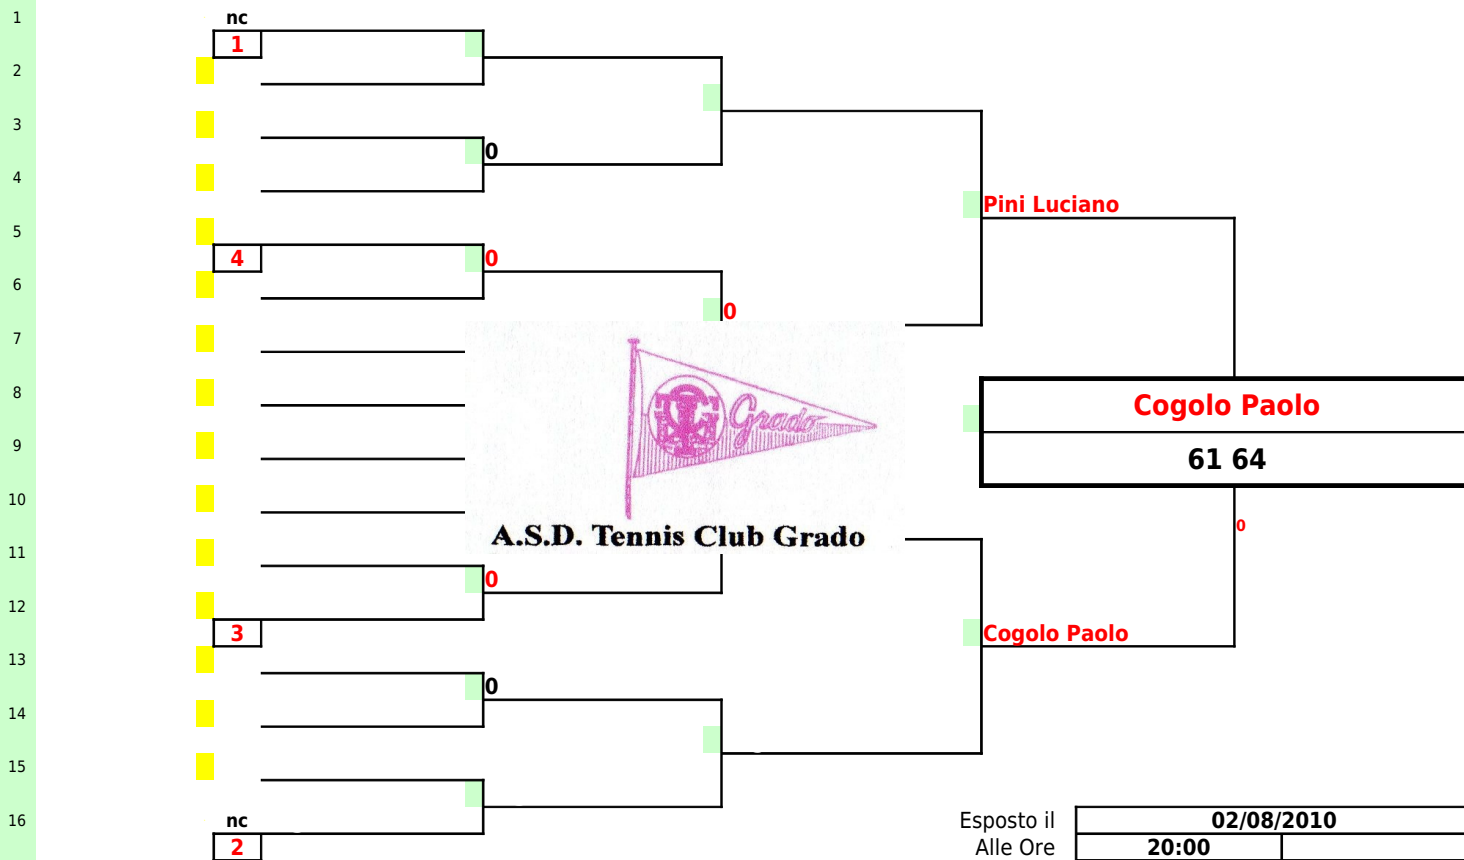 1 nc
1
2
3
4 0
Pini Luciano
5
4 0
6
0
7
8
Grado
Cogolo Paolo
9
61 64
10
0
A.S.D. Tennis Club Grado
11
0
12
3 Cogolo Paolo
13
0
14
15
16 nc Esposto il 02/08/2010
2 Alle Ore 20:00